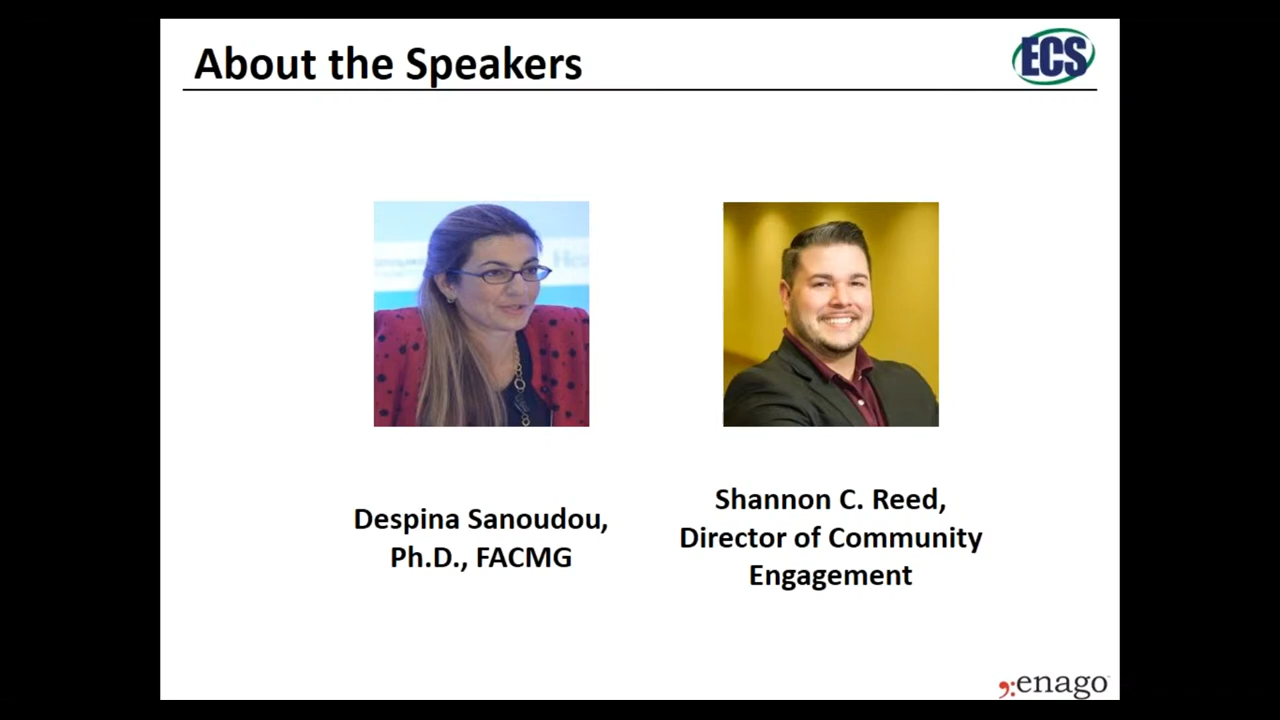 About the Speakers
ECS
Despina Sanoudou,
Ph.D., FACMG
Shannon C. Reed,
Director of Community
Engagement
enago